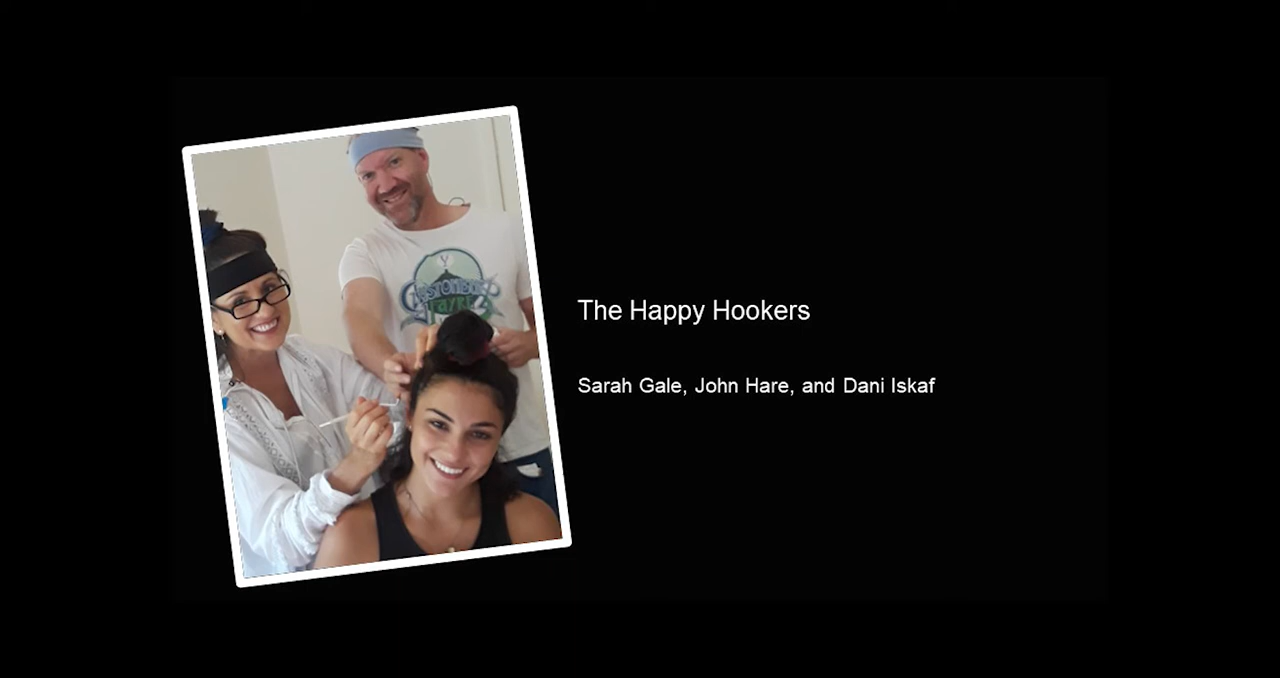 The Happy Hookers
Sarah Gale, John Hare, and Dani Iskaf